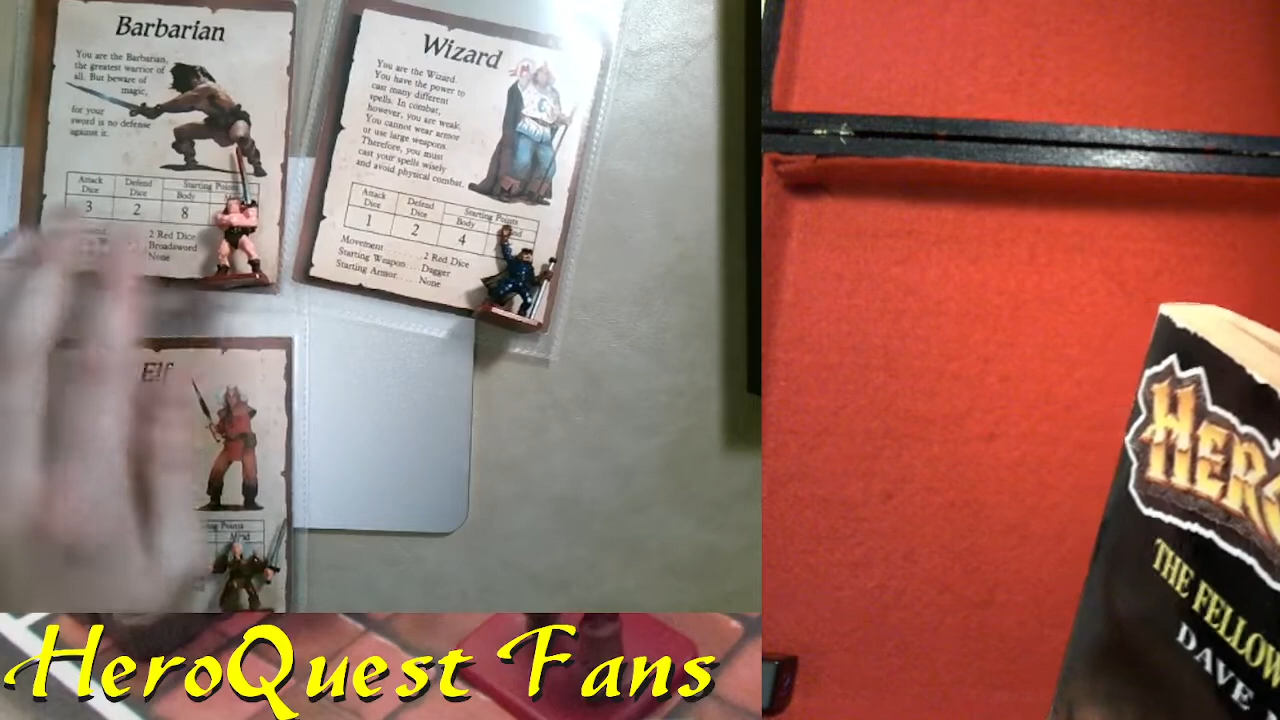 Barbarian
You are the Barbarian,
the greatest warrior of
all. But beware of
magic,
for your
sword is no defense
against it.
Attack Dice
Defend Dice
Starting Points
Body
3
2
8
2 Red Dice
Broadsword
None
Wizard
You are the Wizard.
You have the power to
cast many different
spells. In combat,
however, you are weak.
You cannot wear armor
or use large weapons.
Therefore, you must
cast your spells wisely
and avoid physical combat.
Attack Dice
Defend Dice
Starting Points
Body
1
2
4
Movement 2 Red Dice
Starting Weapon Dagger
Starting Armor None
Elf
Points
Mind
THE FELLOW
DAVE
HeroQuest Fans